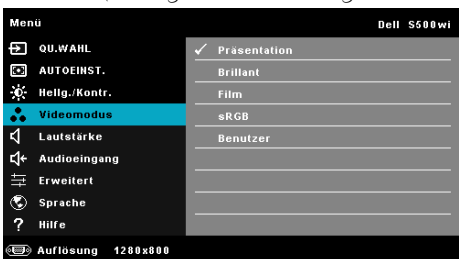 Menü Dell S500wi
QU.WAHL
AUTOEINST.
Hellg./Kontr.
Videomodus
Lautstärke
Audioeingang
Erweitert
Sprache
Hilfe
Präsentation
Brillant
Film
sRGB
Benutzer
Auflösung 1280x800